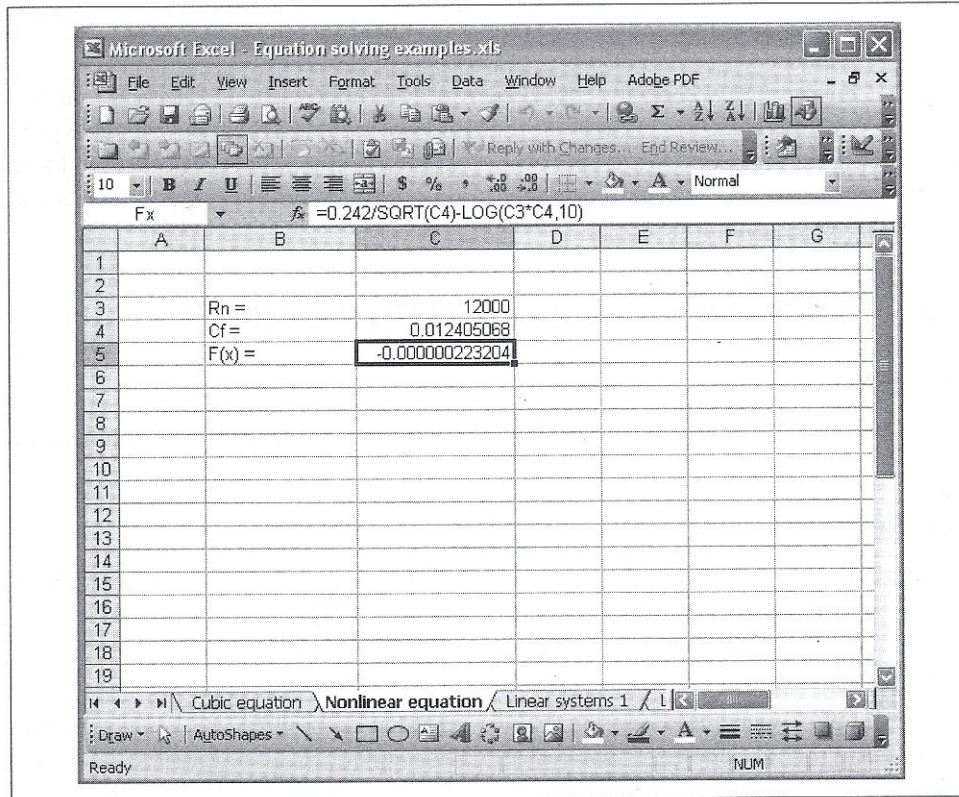 Microsoft Excel - Equation solving examples.xls
File Edit View Insert Format Tools Data Window Help Adobe PDF
Reply with Changes... End Review...
10 B I U $ % , Normal
Fx fx =0.242/SQRT(C4)-LOG(C3*C4,10)
A B C D E F G
1
2
3 Rn = 12000
4 Cf = 0.012405068
5 F(x) = -0.000000223204
6
7
8
9
10
11
12
13
14
15
16
17
18
19
Cubic equation Nonlinear equation Linear systems 1 L
Draw AutoShapes
Ready NUM